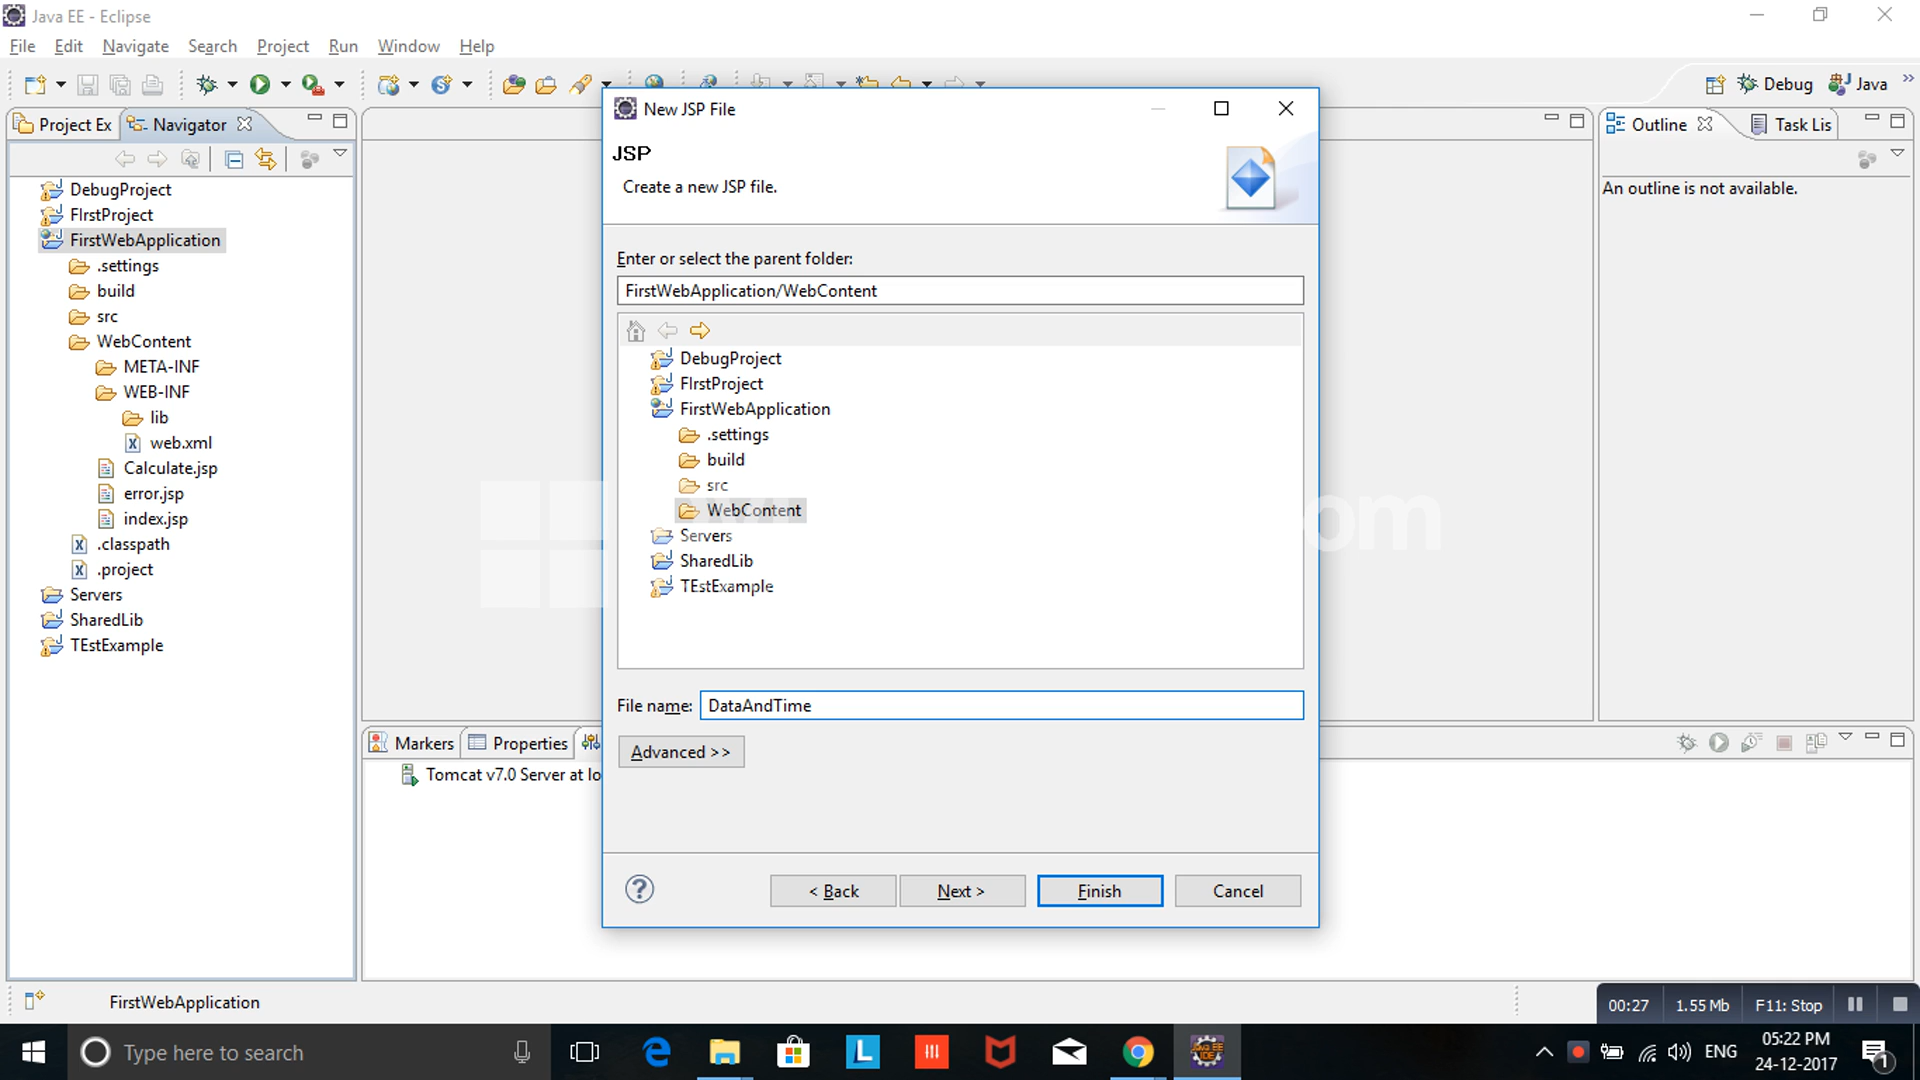 Java EE - Eclipse
File Edit Navigate Search Project Run Window Help
Debug Java
Project Ex Navigator
DebugProject
FIrstProject
FirstWebApplication
.settings
build
src
WebContent
META-INF
WEB-INF
lib
web.xml
Calculate.jsp
error.jsp
index.jsp
.classpath
.project
Servers
SharedLib
TEstExample
New JSP File
JSP
Create a new JSP file.
Enter or select the parent folder:
FirstWebApplication/WebContent
DebugProject
FIrstProject
FirstWebApplication
.settings
build
src
WebContent
Servers
SharedLib
TEstExample
File name: DataAndTime
Advanced >>
< Back Next > Finish Cancel
Outline Task Lis
An outline is not available.
Markers Properties
Tomcat v7.0 Server at lo
FirstWebApplication
00:27 1.55 Mb F11: Stop
Type here to search
ENG
05:22 PM
24-12-2017
1